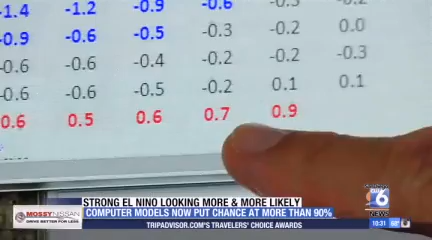 -1.4 -1.2 -0.9 -0.6 -0.3 0.0
-0.9 -0.6 -0.5 -0.3 -0.2
-0.6 -0.6 -0.4 -0.2 -0.2 -0.3
-0.6 -0.6 -0.5 -0.2 0.1 0.1
0.6 0.5 0.6 0.7 0.9
STRONG EL NINO LOOKING MORE & MORE LIKELY
COMPUTER MODELS NOW PUT CHANCE AT MORE THAN 90%
TRIPADVISOR.COM'S TRAVELERS' CHOICE AWARDS
MOSSY NISSAN
DRIVE BETTER FOR LESS
6
NEWS
10:31